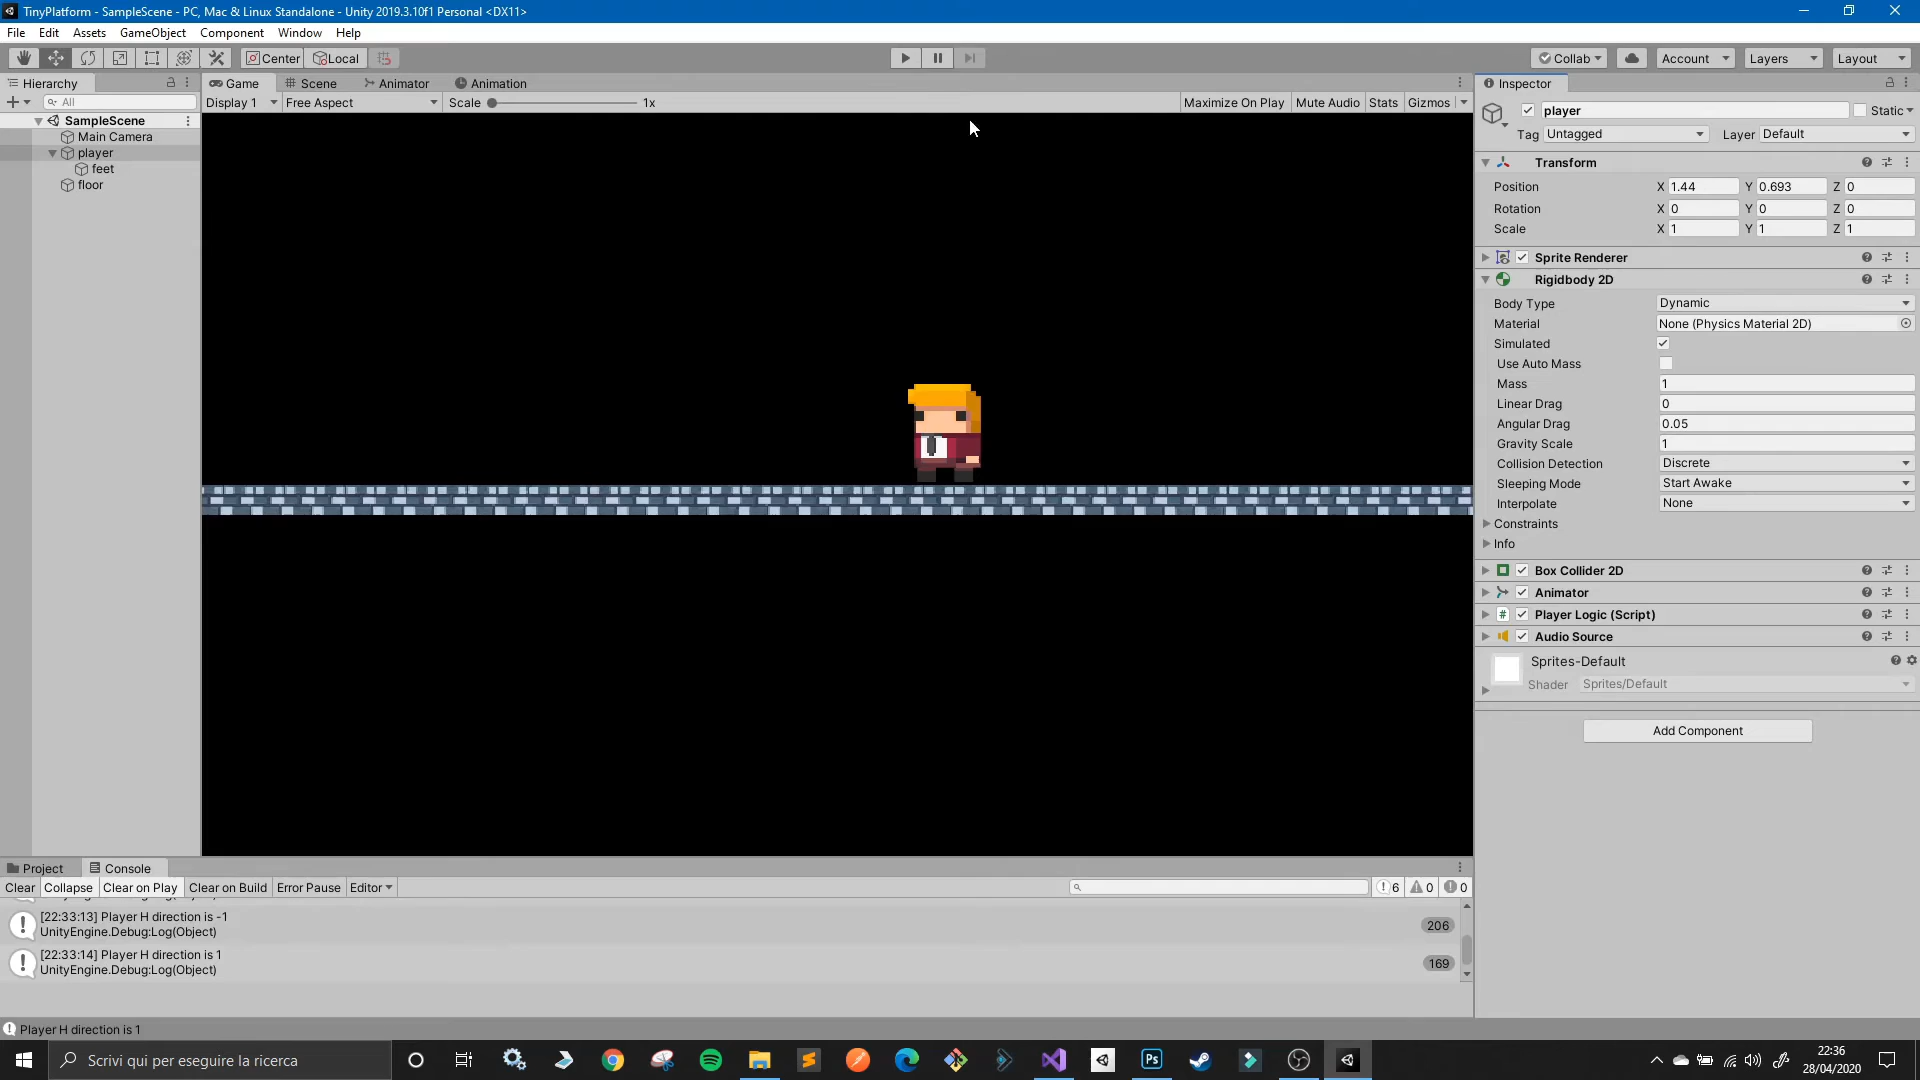 TinyPlatform - SampleScene - PC, Mac & Linux Standalone - Unity 2019.3.10f1 Personal <DX11>
File Edit Assets GameObject Component Window Help
Center Local Collab Account Layers Layout
Hierarchy Game Scene Animator Animation Inspector
All Display 1 Free Aspect Scale 1x Maximize On Play Mute Audio Stats Gizmos
SampleScene
Main Camera
player
feet
floor
player Static
Tag Untagged Layer Default
Transform
Position X 1.44 Y 0.693 Z 0
Rotation X 0 Y 0 Z 0
Scale X 1 Y 1 Z 1
Sprite Renderer
Rigidbody 2D
Body Type Dynamic
Material None (Physics Material 2D)
Simulated
Use Auto Mass
Mass 1
Linear Drag 0
Angular Drag 0.05
Gravity Scale 1
Collision Detection Discrete
Sleeping Mode Start Awake
Interpolate None
Constraints
Info
Box Collider 2D
Animator
Player Logic (Script)
Audio Source
Sprites-Default
Shader Sprites/Default
Add Component
Project Console
Clear Collapse Clear on Play Clear on Build Error Pause Editor 6 0 0
[22:33:13] Player H direction is -1
UnityEngine.Debug:Log(Object)
206
[22:33:14] Player H direction is 1
UnityEngine.Debug:Log(Object)
169
Player H direction is 1
Scrivi qui per eseguire la ricerca
Ps
22:36
28/04/2020